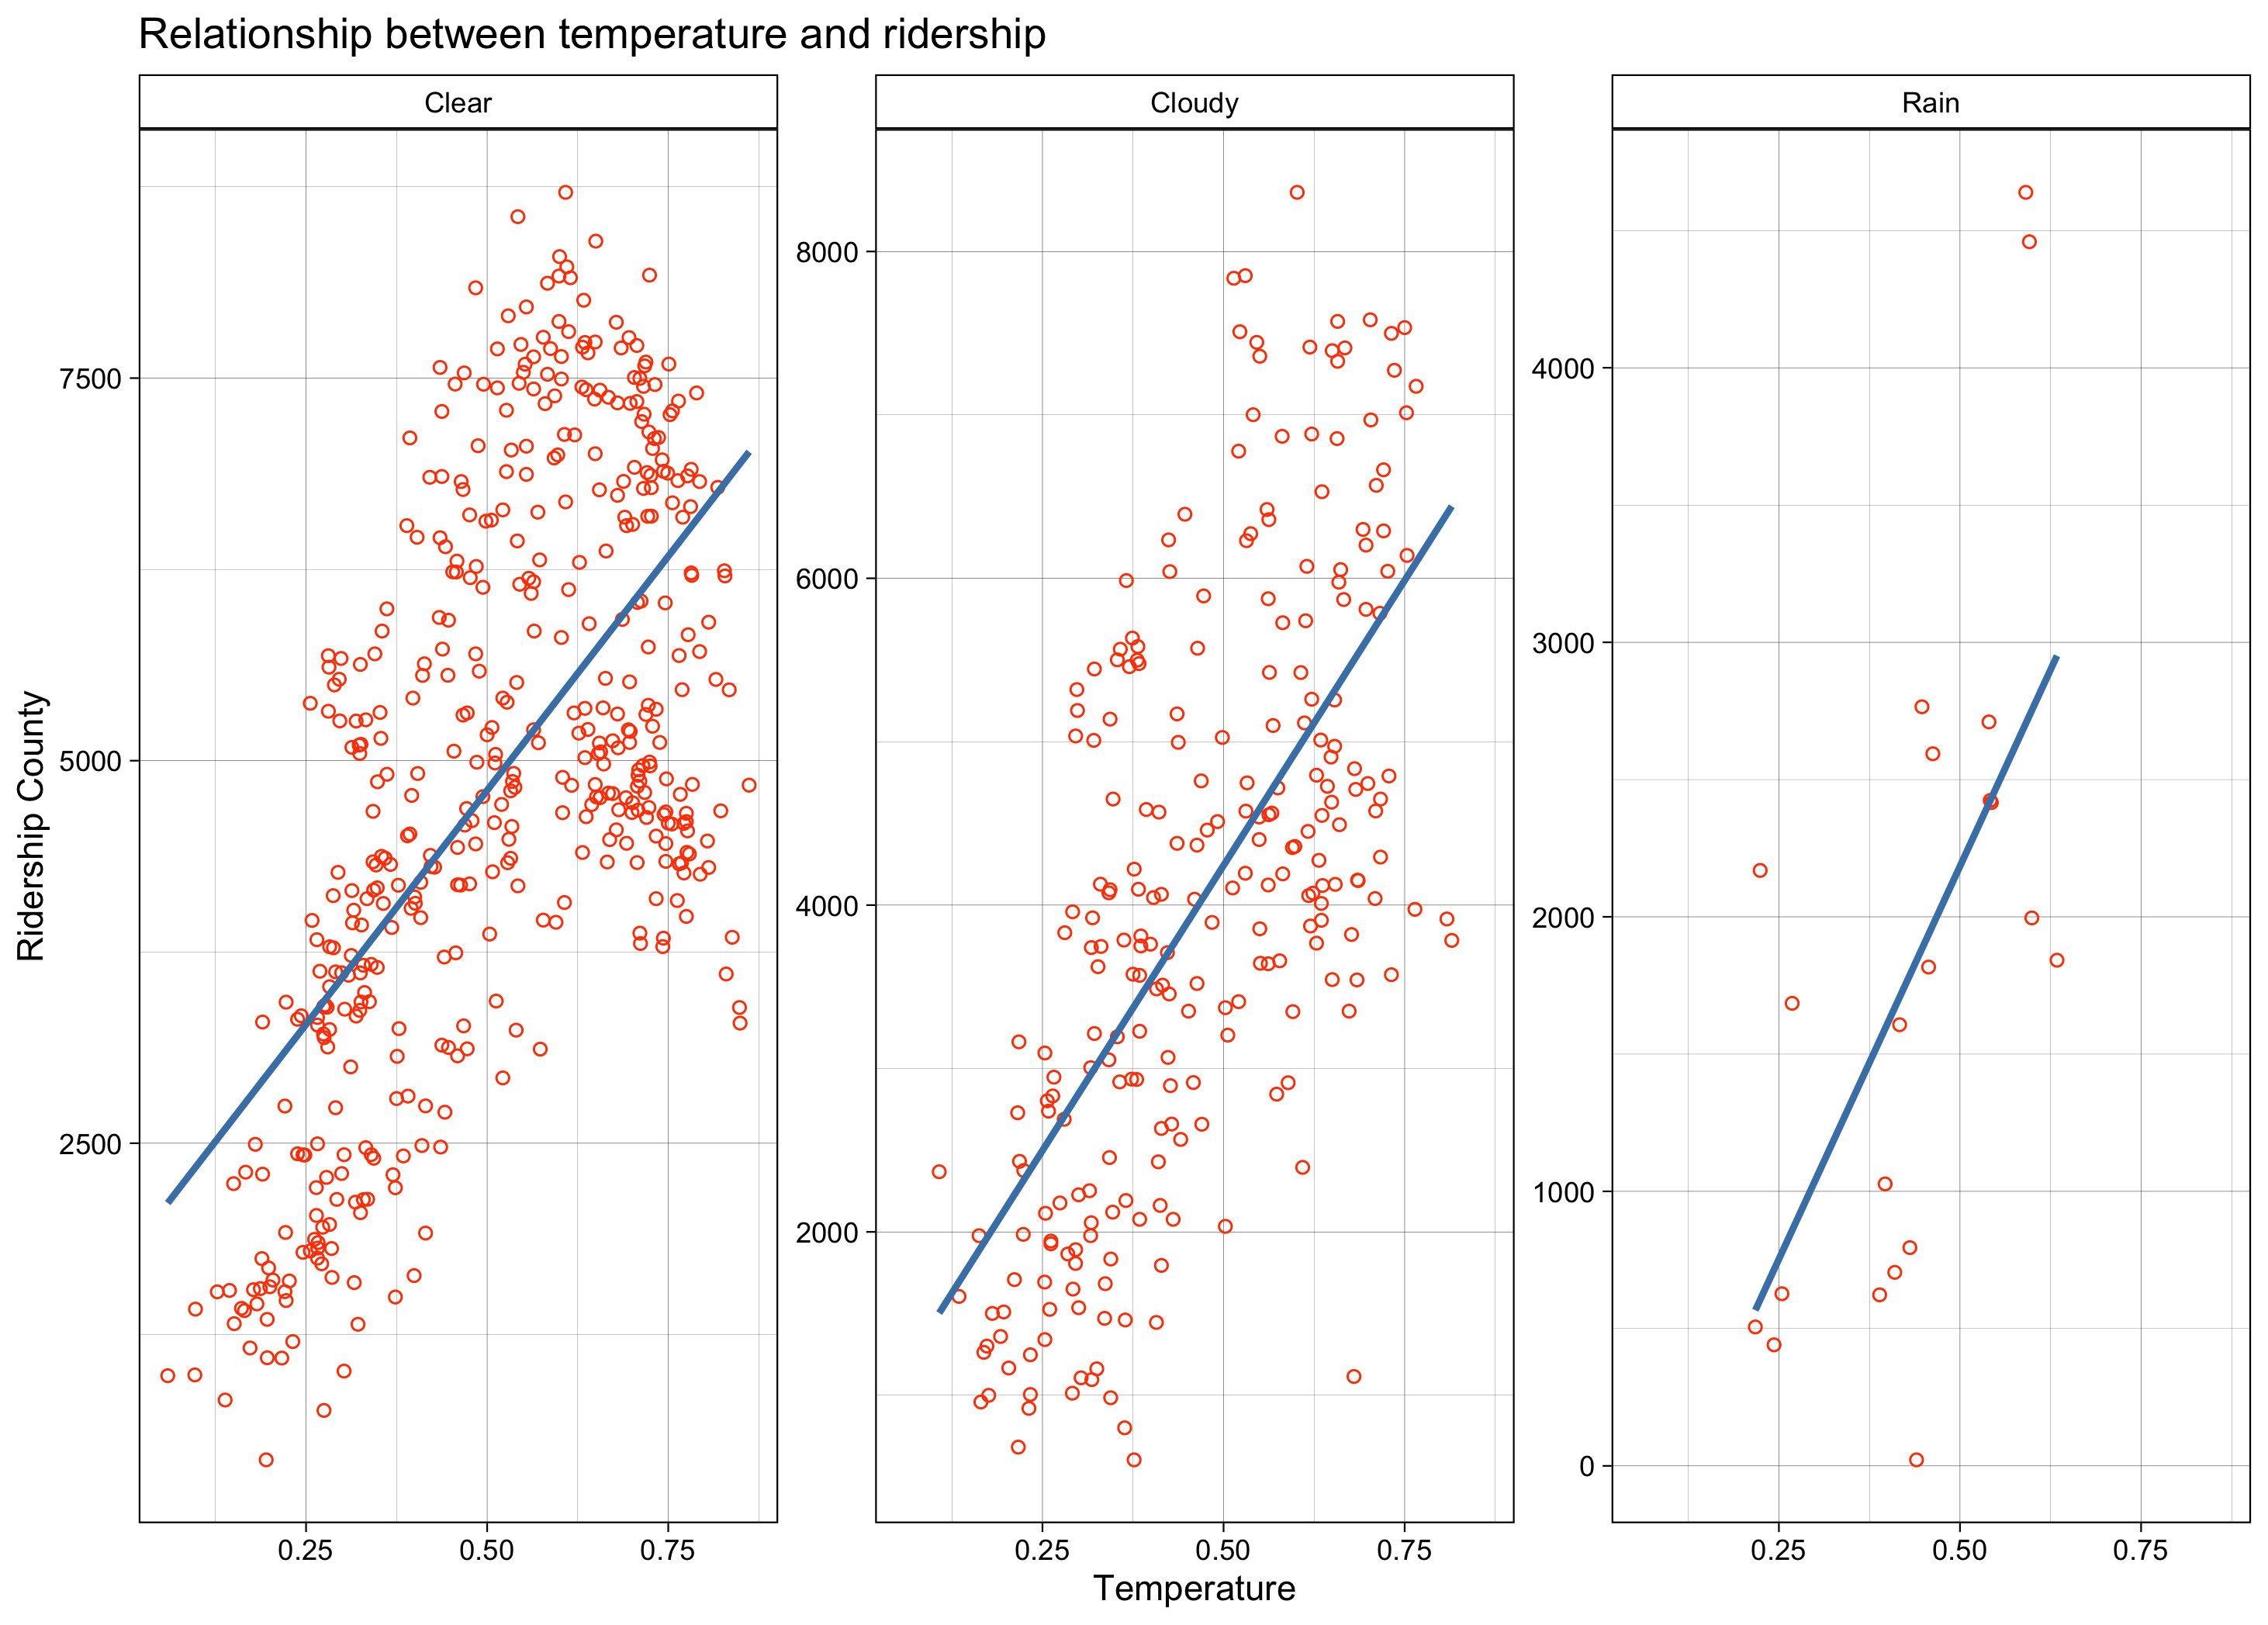 Relationship between temperature and ridership
Clear
Cloudy
Rain
Ridership County
7500
5000
2500
8000
6000
4000
2000
4000
3000
2000
1000
0
0.25 0.50 0.75
0.25 0.50 0.75
0.25 0.50 0.75
Temperature